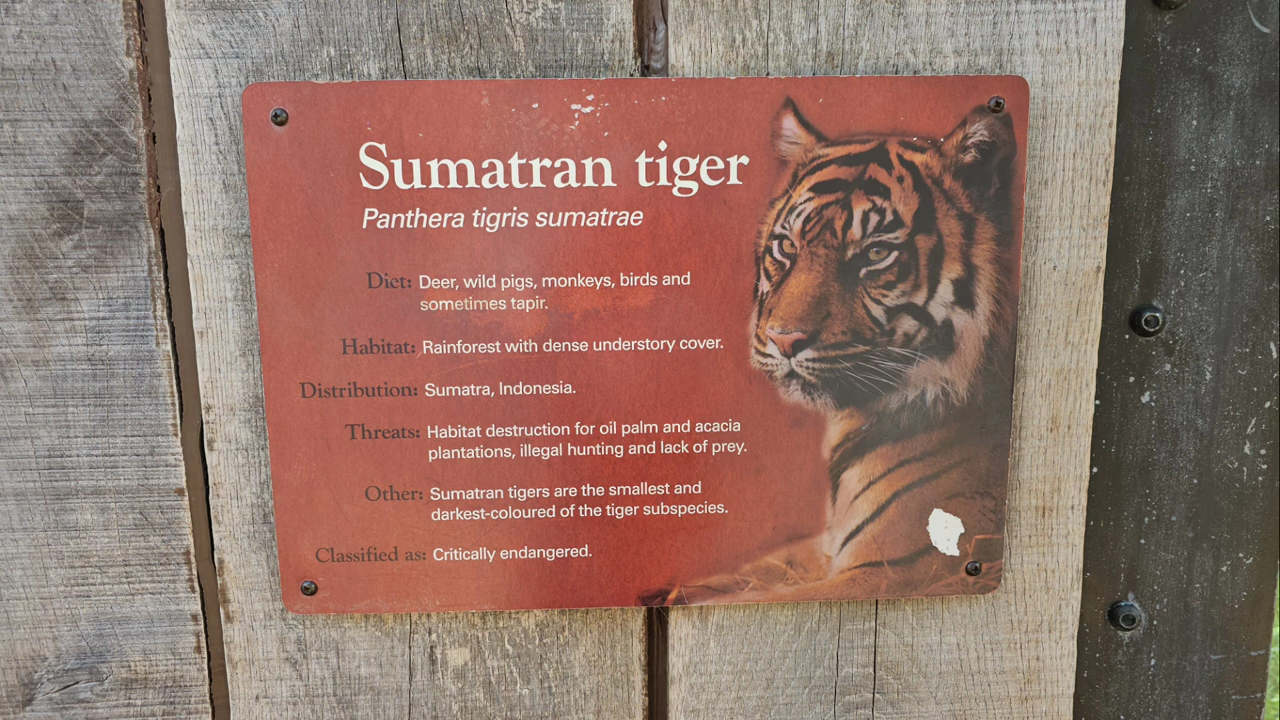 Sumatran tiger
Panthera tigris sumatrae
Diet: Deer, wild pigs, monkeys, birds and
sometimes tapir.
Habitat: Rainforest with dense understory cover.
Distribution: Sumatra, Indonesia.
Threats: Habitat destruction for oil palm and acacia
plantations, illegal hunting and lack of prey.
Other: Sumatran tigers are the smallest and
darkest-coloured of the tiger subspecies.
Classified as: Critically endangered.